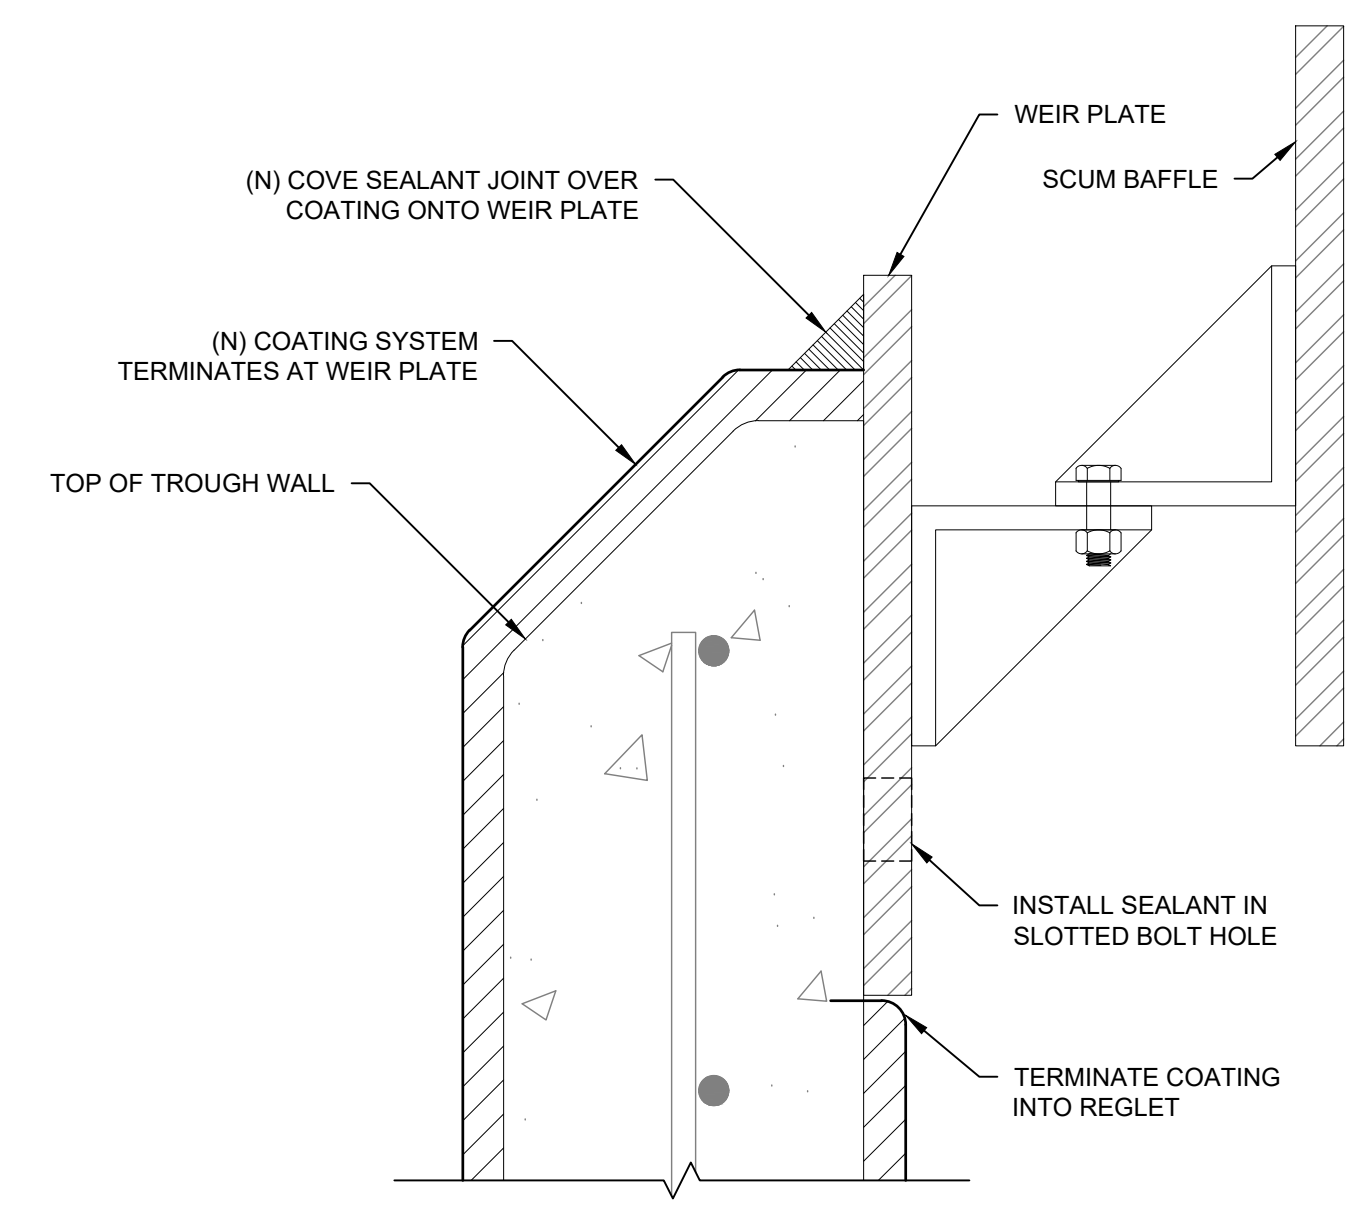 WEIR PLATE
SCUM BAFFLE
(N) COVE SEALANT JOINT OVER
COATING ONTO WEIR PLATE
(N) COATING SYSTEM
TERMINATES AT WEIR PLATE
TOP OF TROUGH WALL
INSTALL SEALANT IN
SLOTTED BOLT HOLE
TERMINATE COATING
INTO REGLET